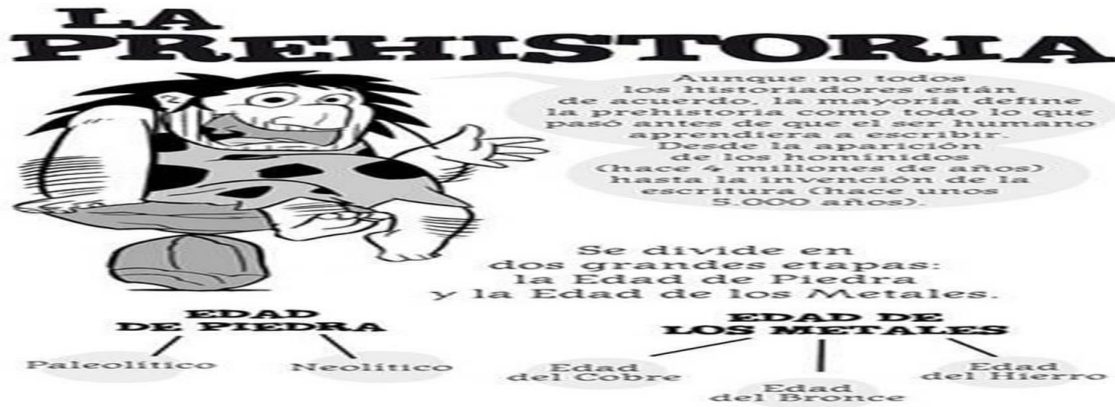 LA
PREHISTORIA
Aunque no todos
los historiadores están
de acuerdo, la mayoría define
la prehistoria como todo lo que
pasó antes de que el ser humano
aprendiera a escribir.
Desde la aparición
de los homínidos
(hace 4 millones de años)
hasta la invención de la
escritura (hace unos
5.000 años).
Se divide en
dos grandes etapas:
la Edad de Piedra
y la Edad de los Metales.
EDAD
DE PIEDRA
Paleolítico
Neolítico
EDAD DE
LOS METALES
Edad
del Cobre
Edad
del Bronce
Edad
del Hierro